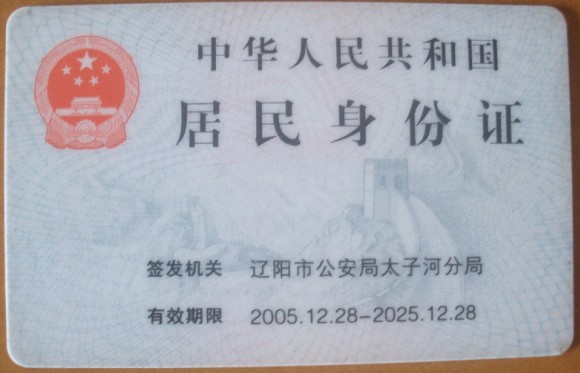 中华人民共和国
居民身份证
签发机关 辽阳市公安局太子河分局
有效期限 2005.12.28-2025.12.28